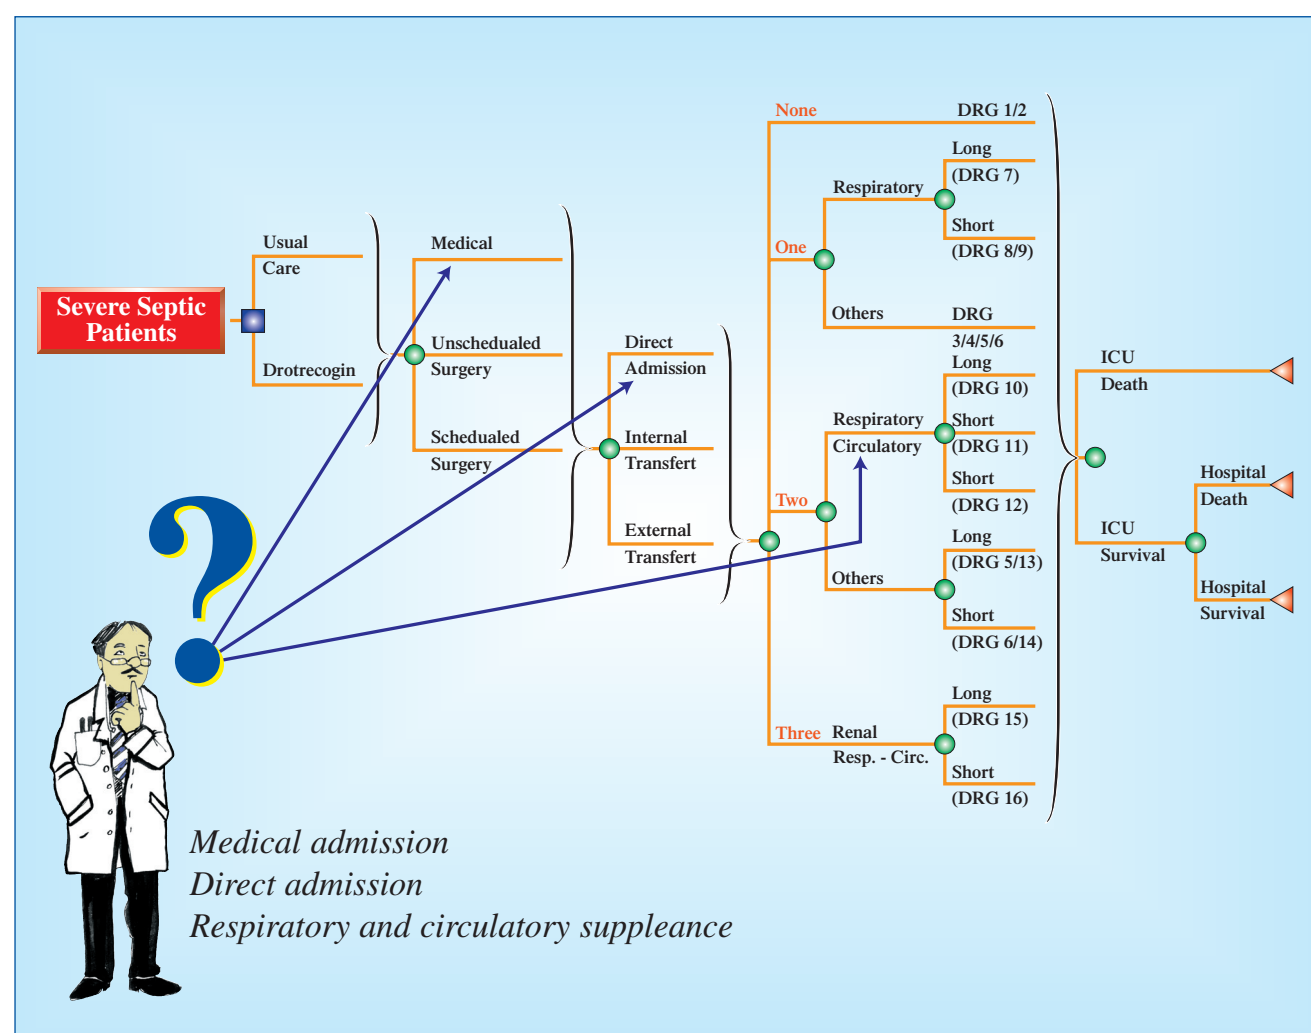 Severe Septic
Patients
Usual
Care
Drotrecogin
Medical
Unschedualed
Surgery
Schedualed
Surgery
Direct
Admission
Internal
Transfert
External
Transfert
None
DRG 1/2
One
Respiratory
Long
(DRG 7)
Short
(DRG 8/9)
Others
DRG
3/4/5/6
Two
Respiratory
Circulatory
Long
(DRG 10)
Short
(DRG 11)
Short
(DRG 12)
Others
Long
(DRG 5/13)
Short
(DRG 6/14)
Three
Renal
Resp. - Circ.
Long
(DRG 15)
Short
(DRG 16)
ICU
Death
ICU
Survival
Hospital
Death
Hospital
Survival
?
Medical admission
Direct admission
Respiratory and circulatory suppleance